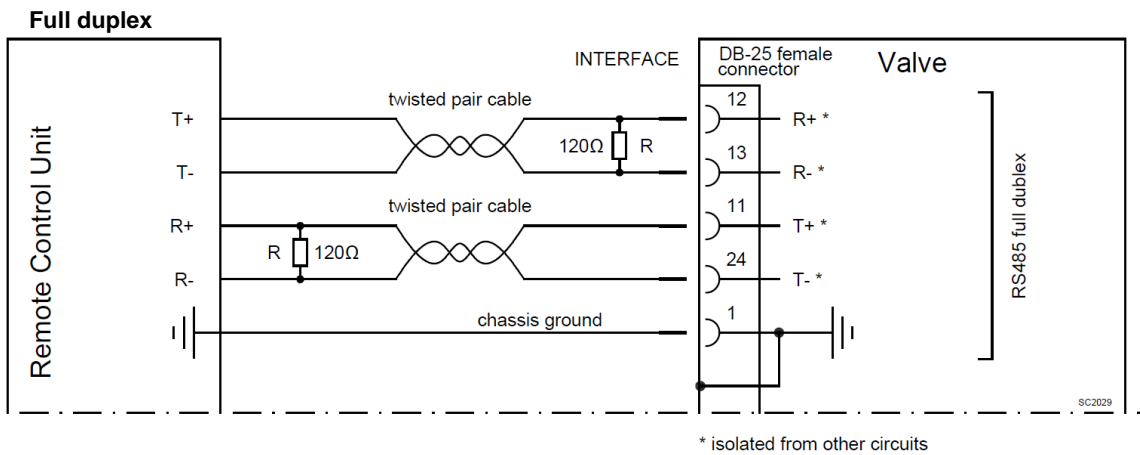 Full duplex
INTERFACE
DB-25 female
connector
Valve
Remote Control Unit
twisted pair cable
T+
12
R+ *
120Ω
R
T-
13
R- *
twisted pair cable
R+
11
T+ *
R
120Ω
R-
24
T- *
chassis ground
1
RS485 full dublex
SC2029
* isolated from other circuits